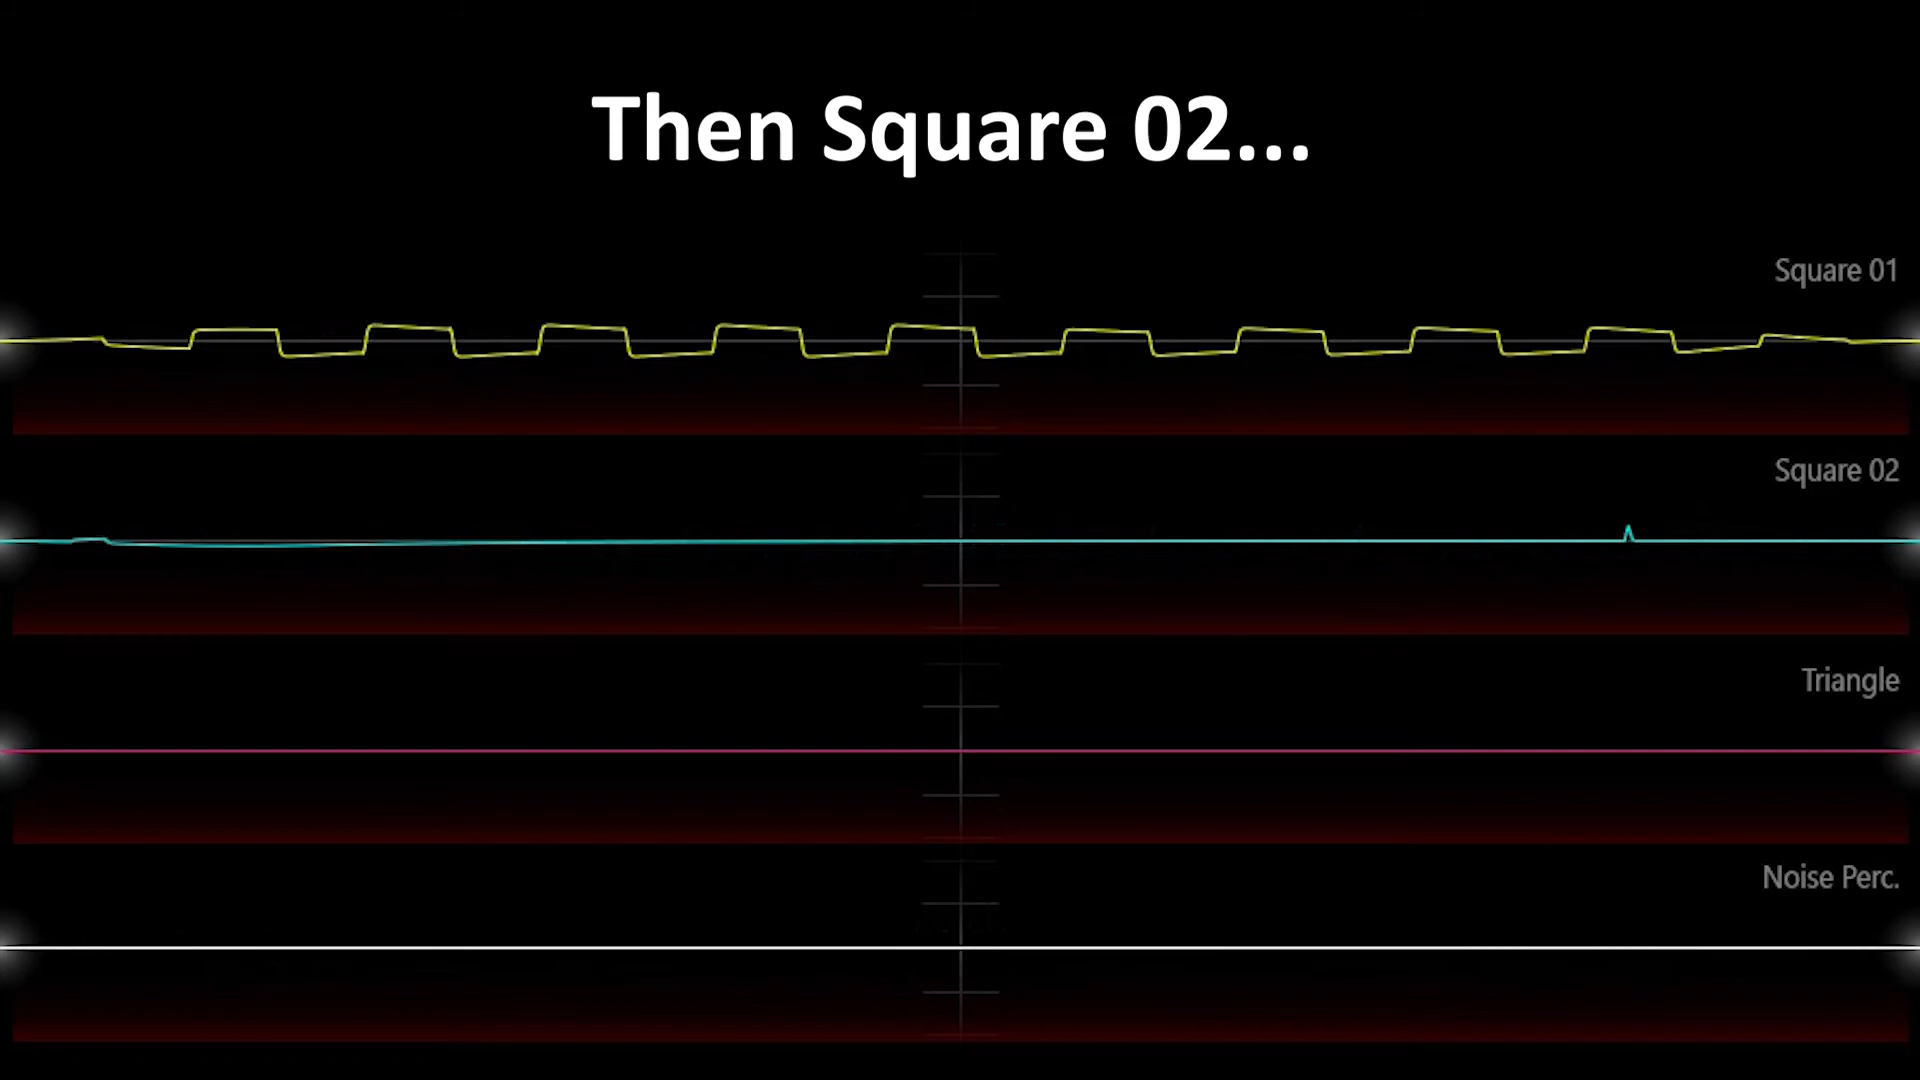 Then Square 02...
Square 01
Square 02
Triangle
Noise Perc.